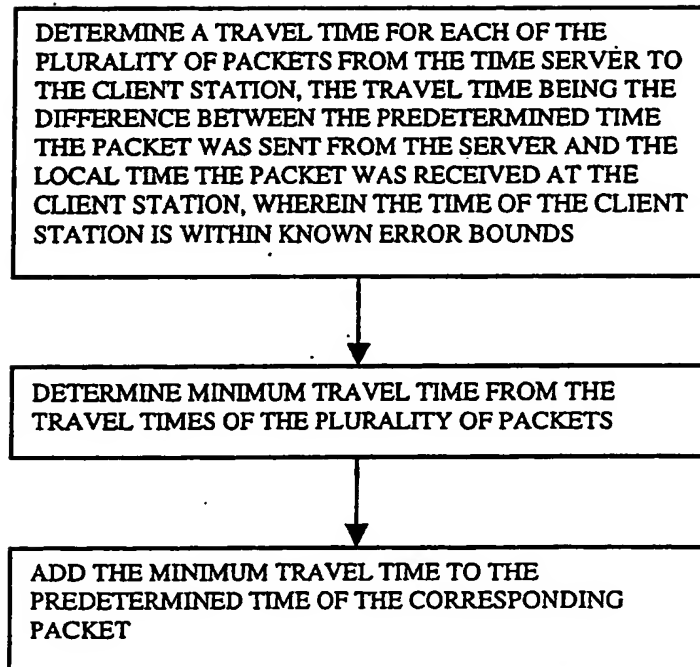 DETERMINE A TRAVEL TIME FOR EACH OF THE
PLURALITY OF PACKETS FROM THE TIME SERVER TO
THE CLIENT STATION, THE TRAVEL TIME BEING THE
DIFFERENCE BETWEEN THE PREDETERMINED TIME
THE PACKET WAS SENT FROM THE SERVER AND THE
LOCAL TIME THE PACKET WAS RECEIVED AT THE
CLIENT STATION, WHEREIN THE TIME OF THE CLIENT
STATION IS WITHIN KNOWN ERROR BOUNDS
DETERMINE MINIMUM TRAVEL TIME FROM THE
TRAVEL TIMES OF THE PLURALITY OF PACKETS
ADD THE MINIMUM TRAVEL TIME TO THE
PREDETERMINED TIME OF THE CORRESPONDING
PACKET